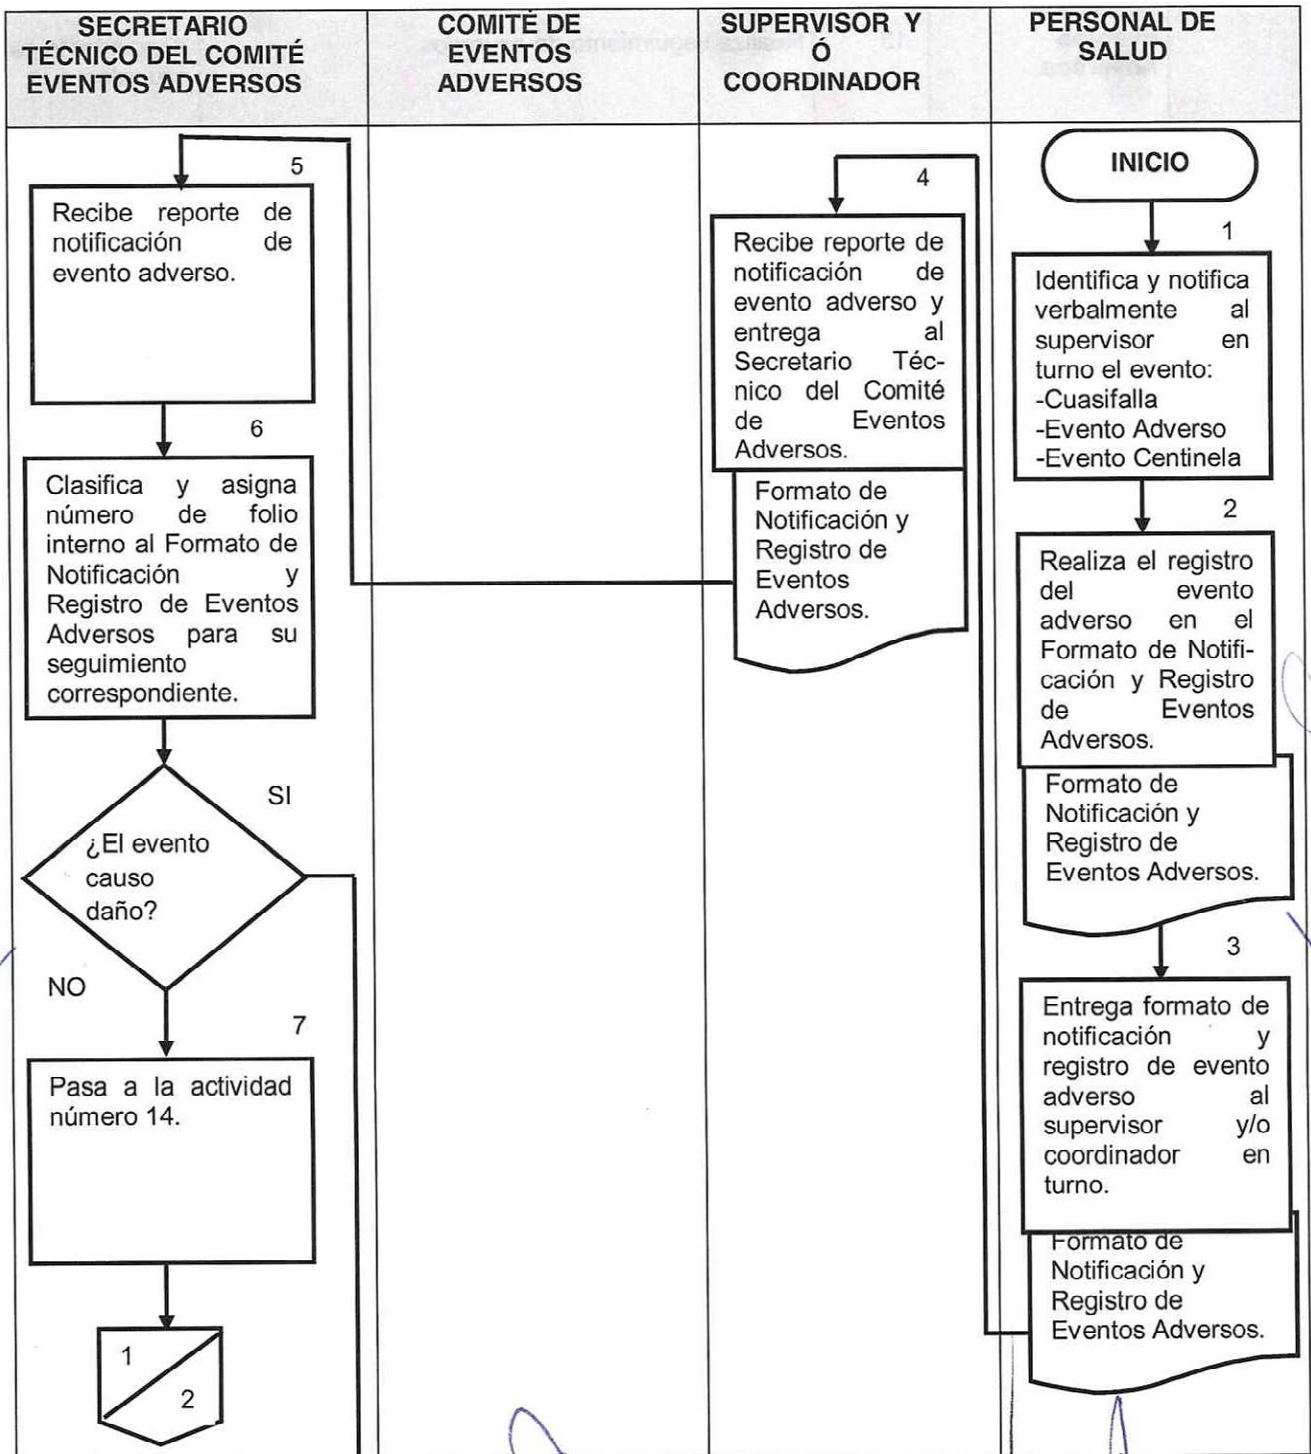 SECRETARIO
TÉCNICO DEL COMITÉ
EVENTOS ADVERSOS
COMITÉ DE
EVENTOS
ADVERSOS
SUPERVISOR Y
Ó
COORDINADOR
PERSONAL DE
SALUD
INICIO
1
Identifica y notifica
verbalmente al
supervisor en
turno el evento:
-Cuasifalla
-Evento Adverso
-Evento Centinela
2
Realiza el registro
del evento
adverso en el
Formato de Notifi-
cación y Registro
de Eventos
Adversos.
Formato de
Notificación y
Registro de
Eventos Adversos.
3
Entrega formato de
notificación y
registro de evento
adverso al
supervisor y/o
coordinador en
turno.
Formato de
Notificación y
Registro de
Eventos Adversos.
4
Recibe reporte de
notificación de
evento adverso y
entrega al
Secretario Téc-
nico del Comité
de Eventos
Adversos.
Formato de
Notificación y
Registro de
Eventos
Adversos.
5
Recibe reporte de
notificación de
evento adverso.
6
Clasifica y asigna
número de folio
interno al Formato de
Notificación y
Registro de Eventos
Adversos para su
seguimiento
correspondiente.
SI
¿El evento
causo
daño?
NO
7
Pasa a la actividad
número 14.
1
2